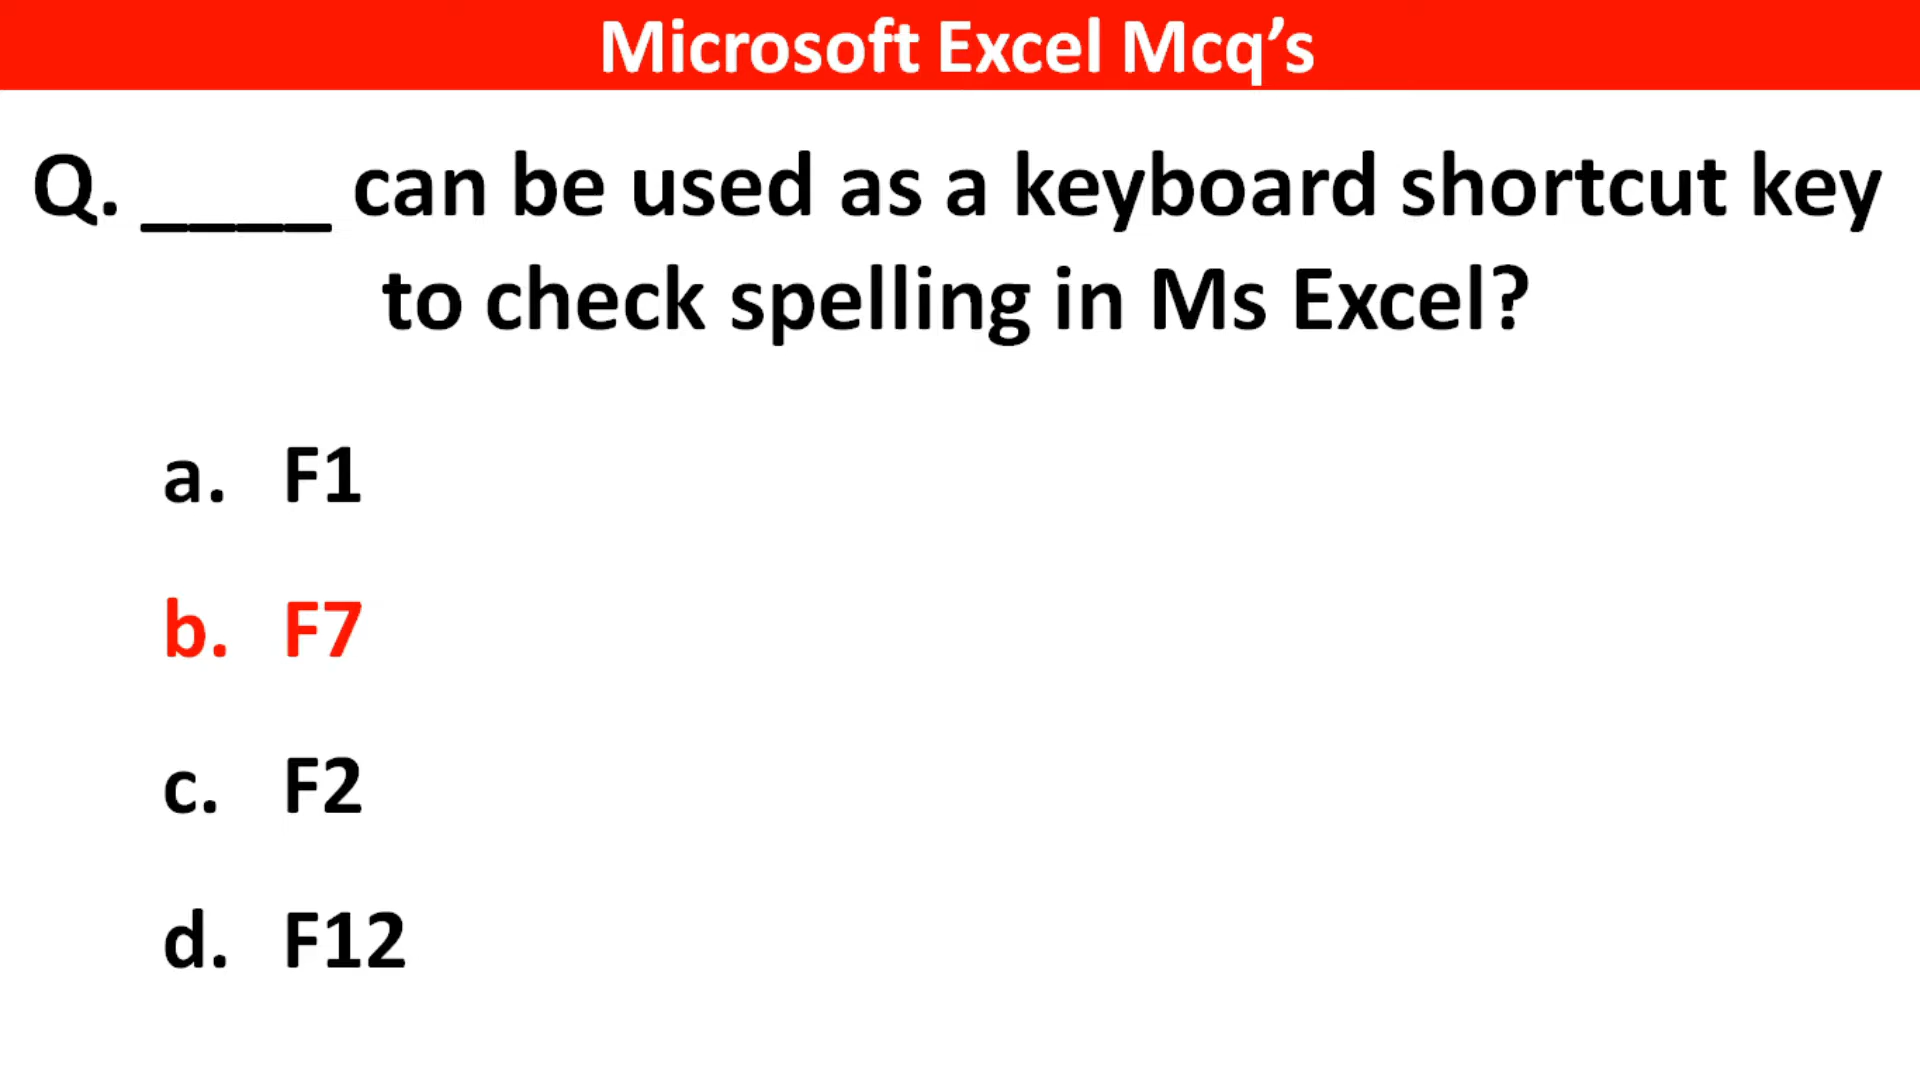 Microsoft Excel Mcq’s
Q. ____ can be used as a keyboard shortcut key
to check spelling in Ms Excel?
a. F1
b. F7
c. F2
d. F12